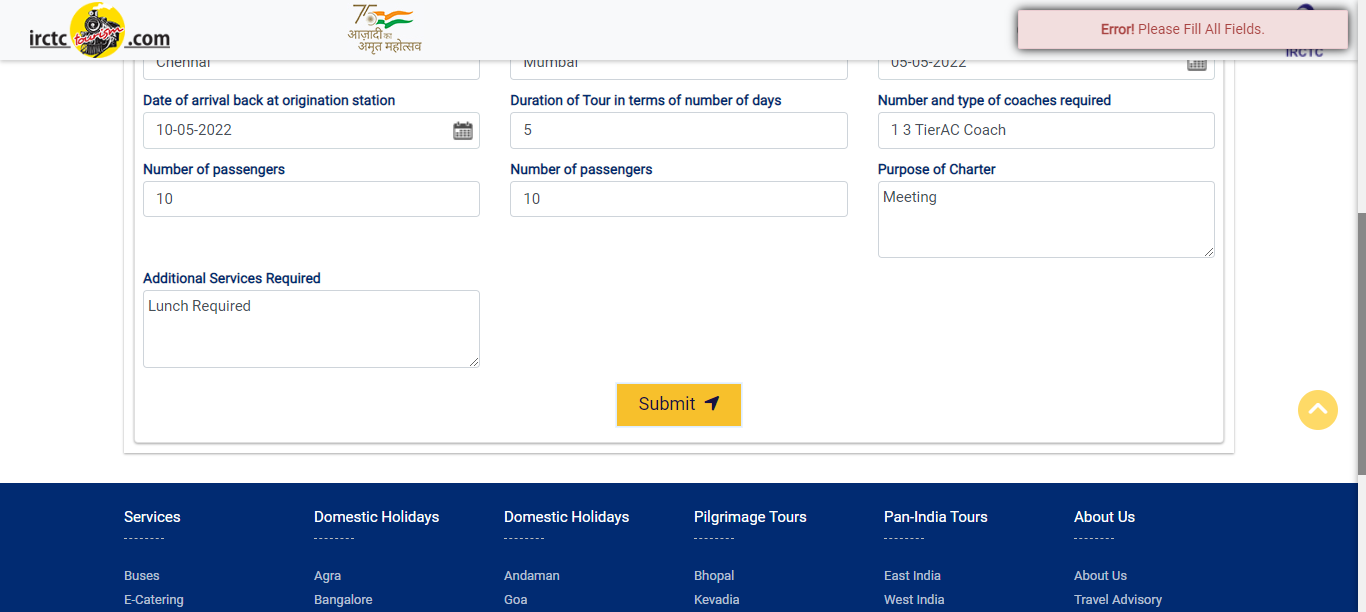 irctc tourism .com
75
आज़ादी का
अमृत महोत्सव
Error! Please Fill All Fields.
IRCTC
Chennai
Mumbai
05-05-2022
Date of arrival back at origination station
Duration of Tour in terms of number of days
Number and type of coaches required
10-05-2022
5
1 3 TierAC Coach
Number of passengers
Number of passengers
Purpose of Charter
10
10
Meeting
Additional Services Required
Lunch Required
Submit
Services
Domestic Holidays
Domestic Holidays
Pilgrimage Tours
Pan-India Tours
About Us
--------
--------
--------
--------
--------
--------
Buses
Agra
Andaman
Bhopal
East India
About Us
E-Catering
Bangalore
Goa
Kevadia
West India
Travel Advisory